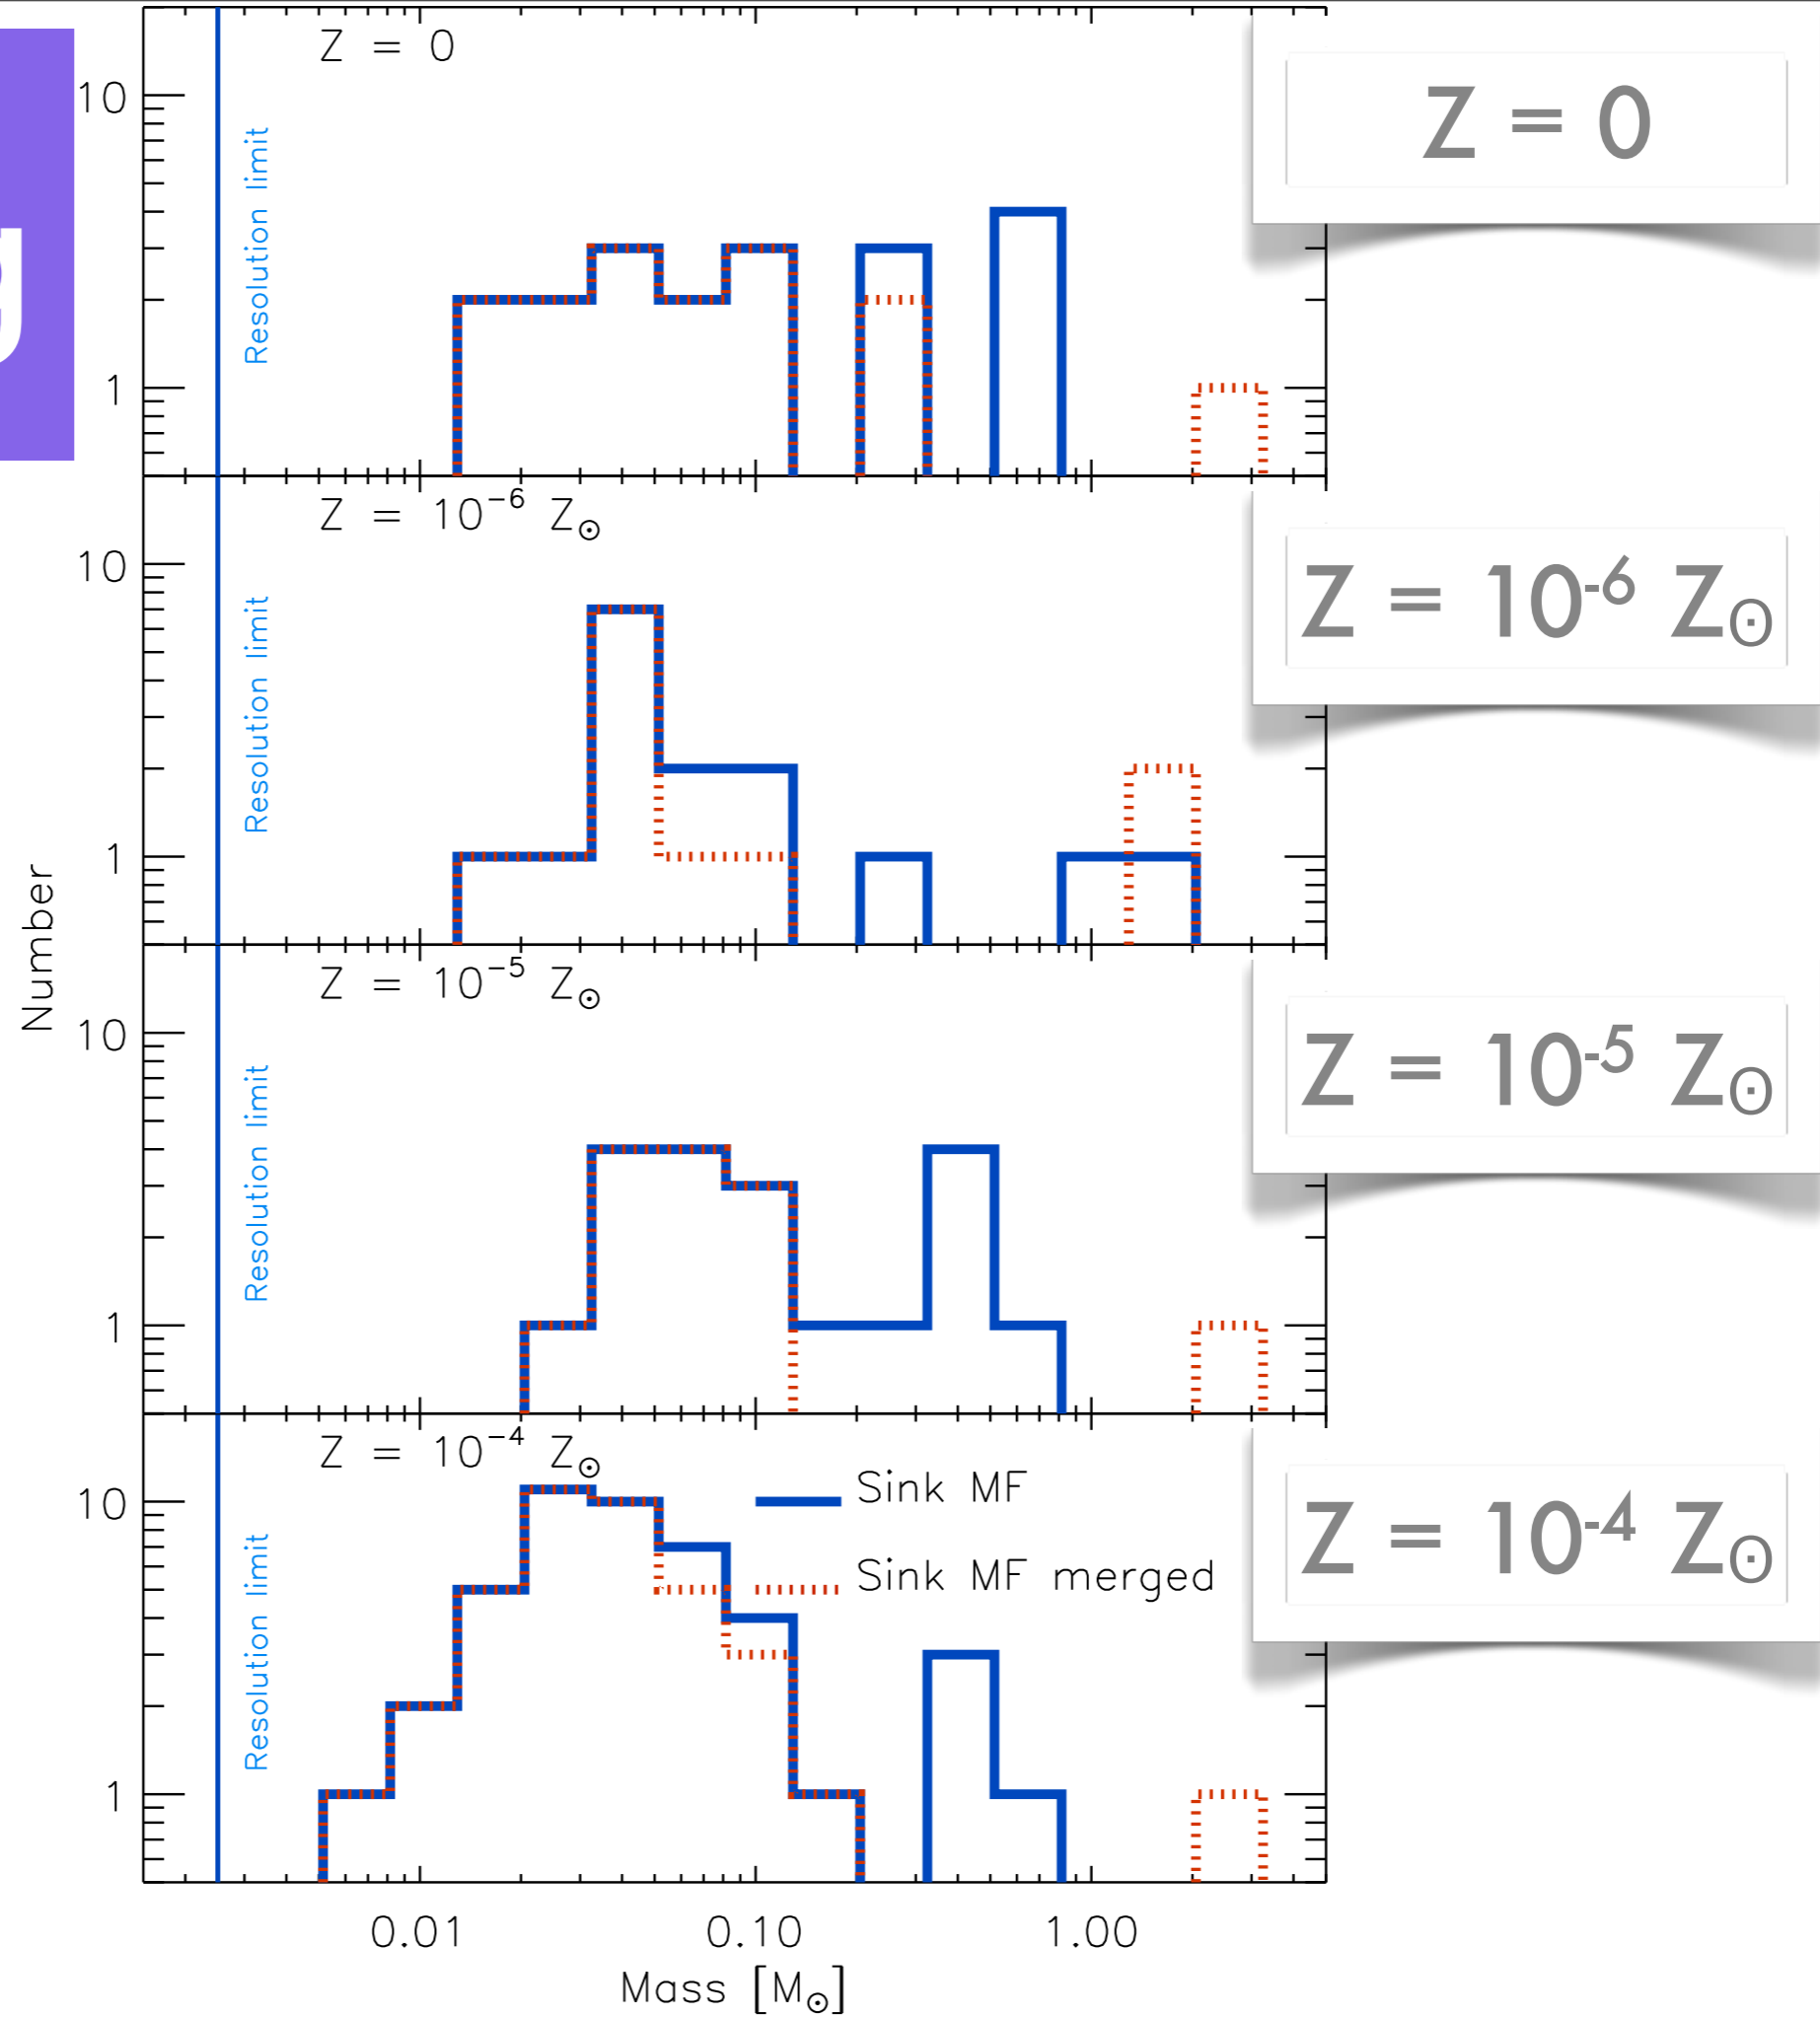 g
Z = 0
Z = 0
10
1
Resolution limit
Z = 10⁻⁶ Z⊙
Z = 10⁻⁶ Z⊙
10
1
Resolution limit
Number
Z = 10⁻⁵ Z⊙
Z = 10⁻⁵ Z⊙
10
1
Resolution limit
Z = 10⁻⁴ Z⊙
Z = 10⁻⁴ Z⊙
10
1
Resolution limit
Sink MF
Sink MF merged
0.01 0.10 1.00
Mass [M⊙]